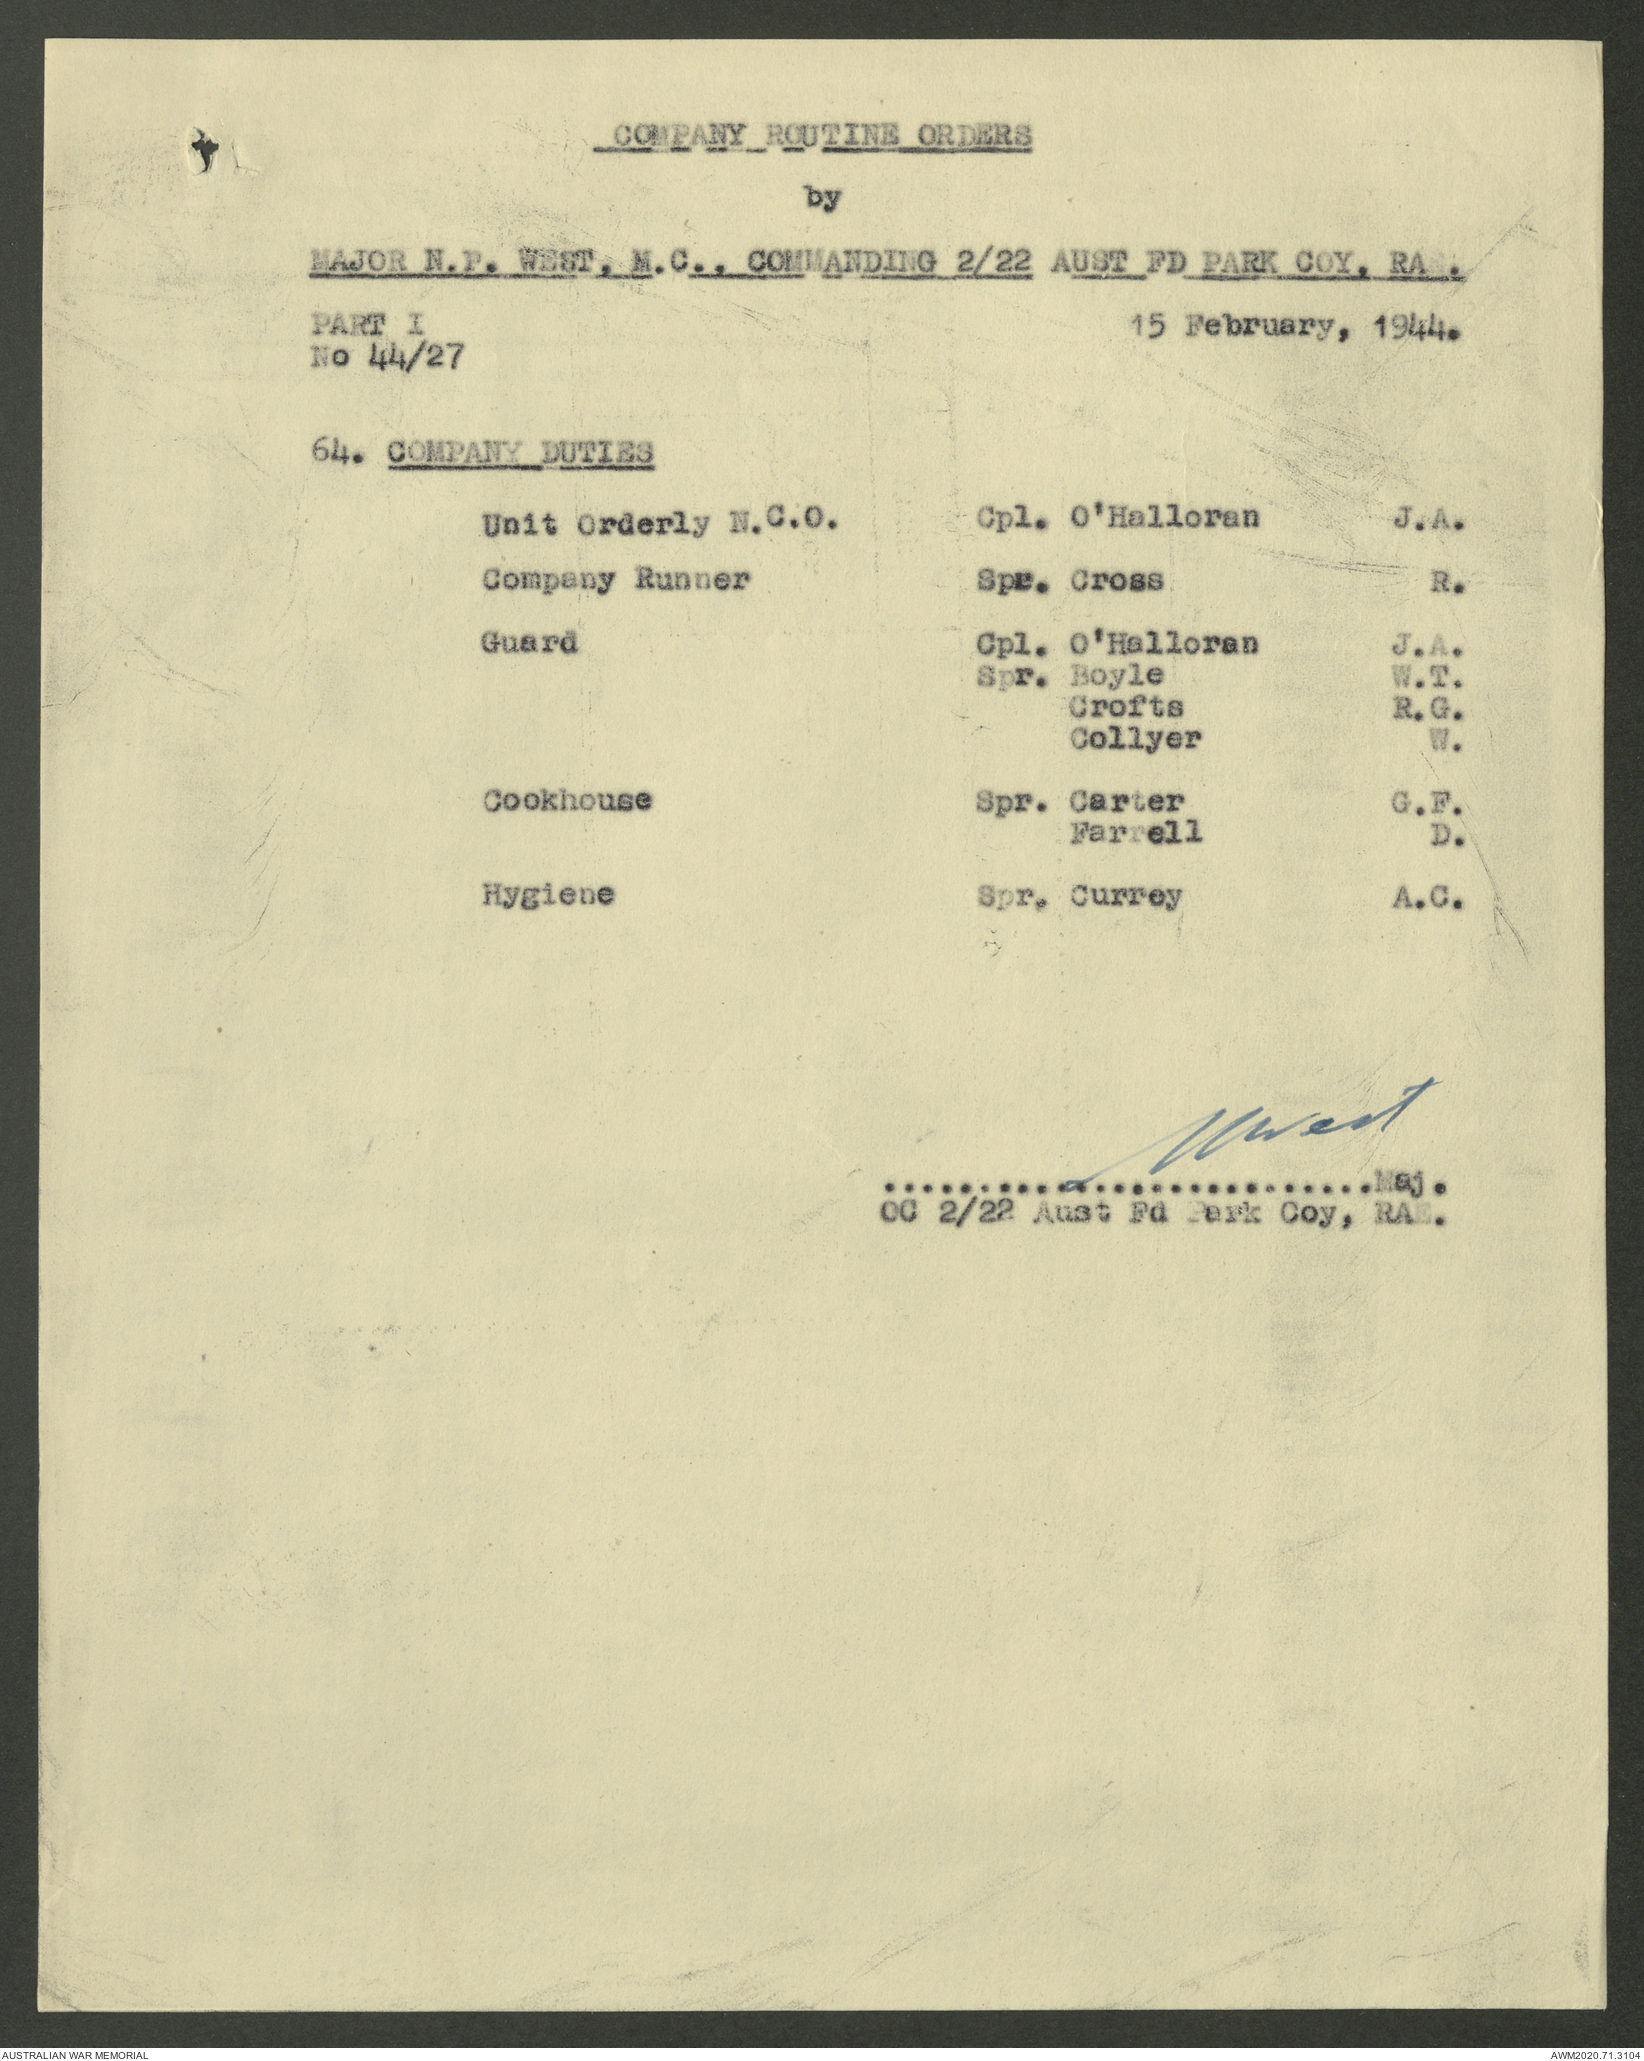 COMPANY ROUTINE ORDERS
by
MAJOR N.P. WEST, M.C., COMMANDING 2/22 AUST FD PARK COY, RAE.
PART I 15 February, 1944.
No 44/27
64. COMPANY DUTIES
Unit Orderly N.C.O. Cpl. O'Halloran J.A.
Company Runner Spr. Cross R.
Guard Cpl. O'Halloran J.A.
Spr. Boyle W.T.
Crofts R.G.
Collyer W.
Cookhouse Spr. Carter G.F.
Farrell D.
Hygiene Spr. Currey A.C.
NWest
..............................Maj.
OC 2/22 Aust Fd Park Coy, RAE.
AUSTRALIAN WAR MEMORIAL AWM2020.71.3104